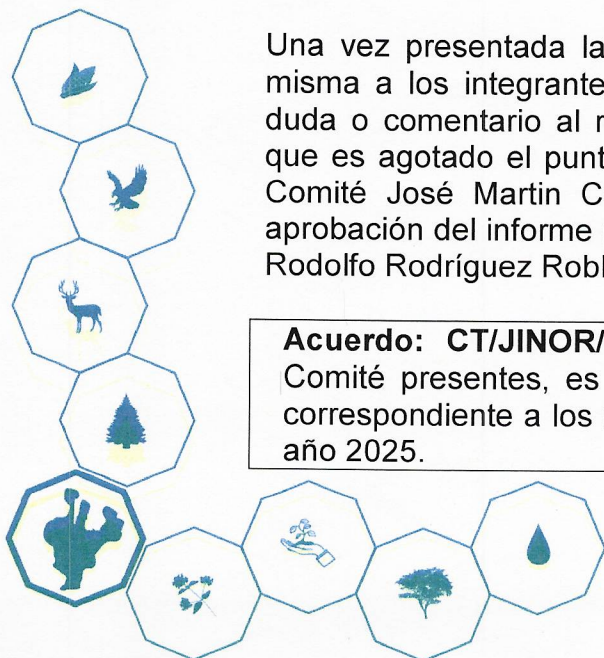 Una vez presentada la
misma a los integrante
duda o comentario al
que es agotado el punt
Comité José Martin C
aprobación del informe
Rodolfo Rodríguez Robl
Acuerdo: CT/JINOR/
Comité presentes, es
correspondiente a los
año 2025.